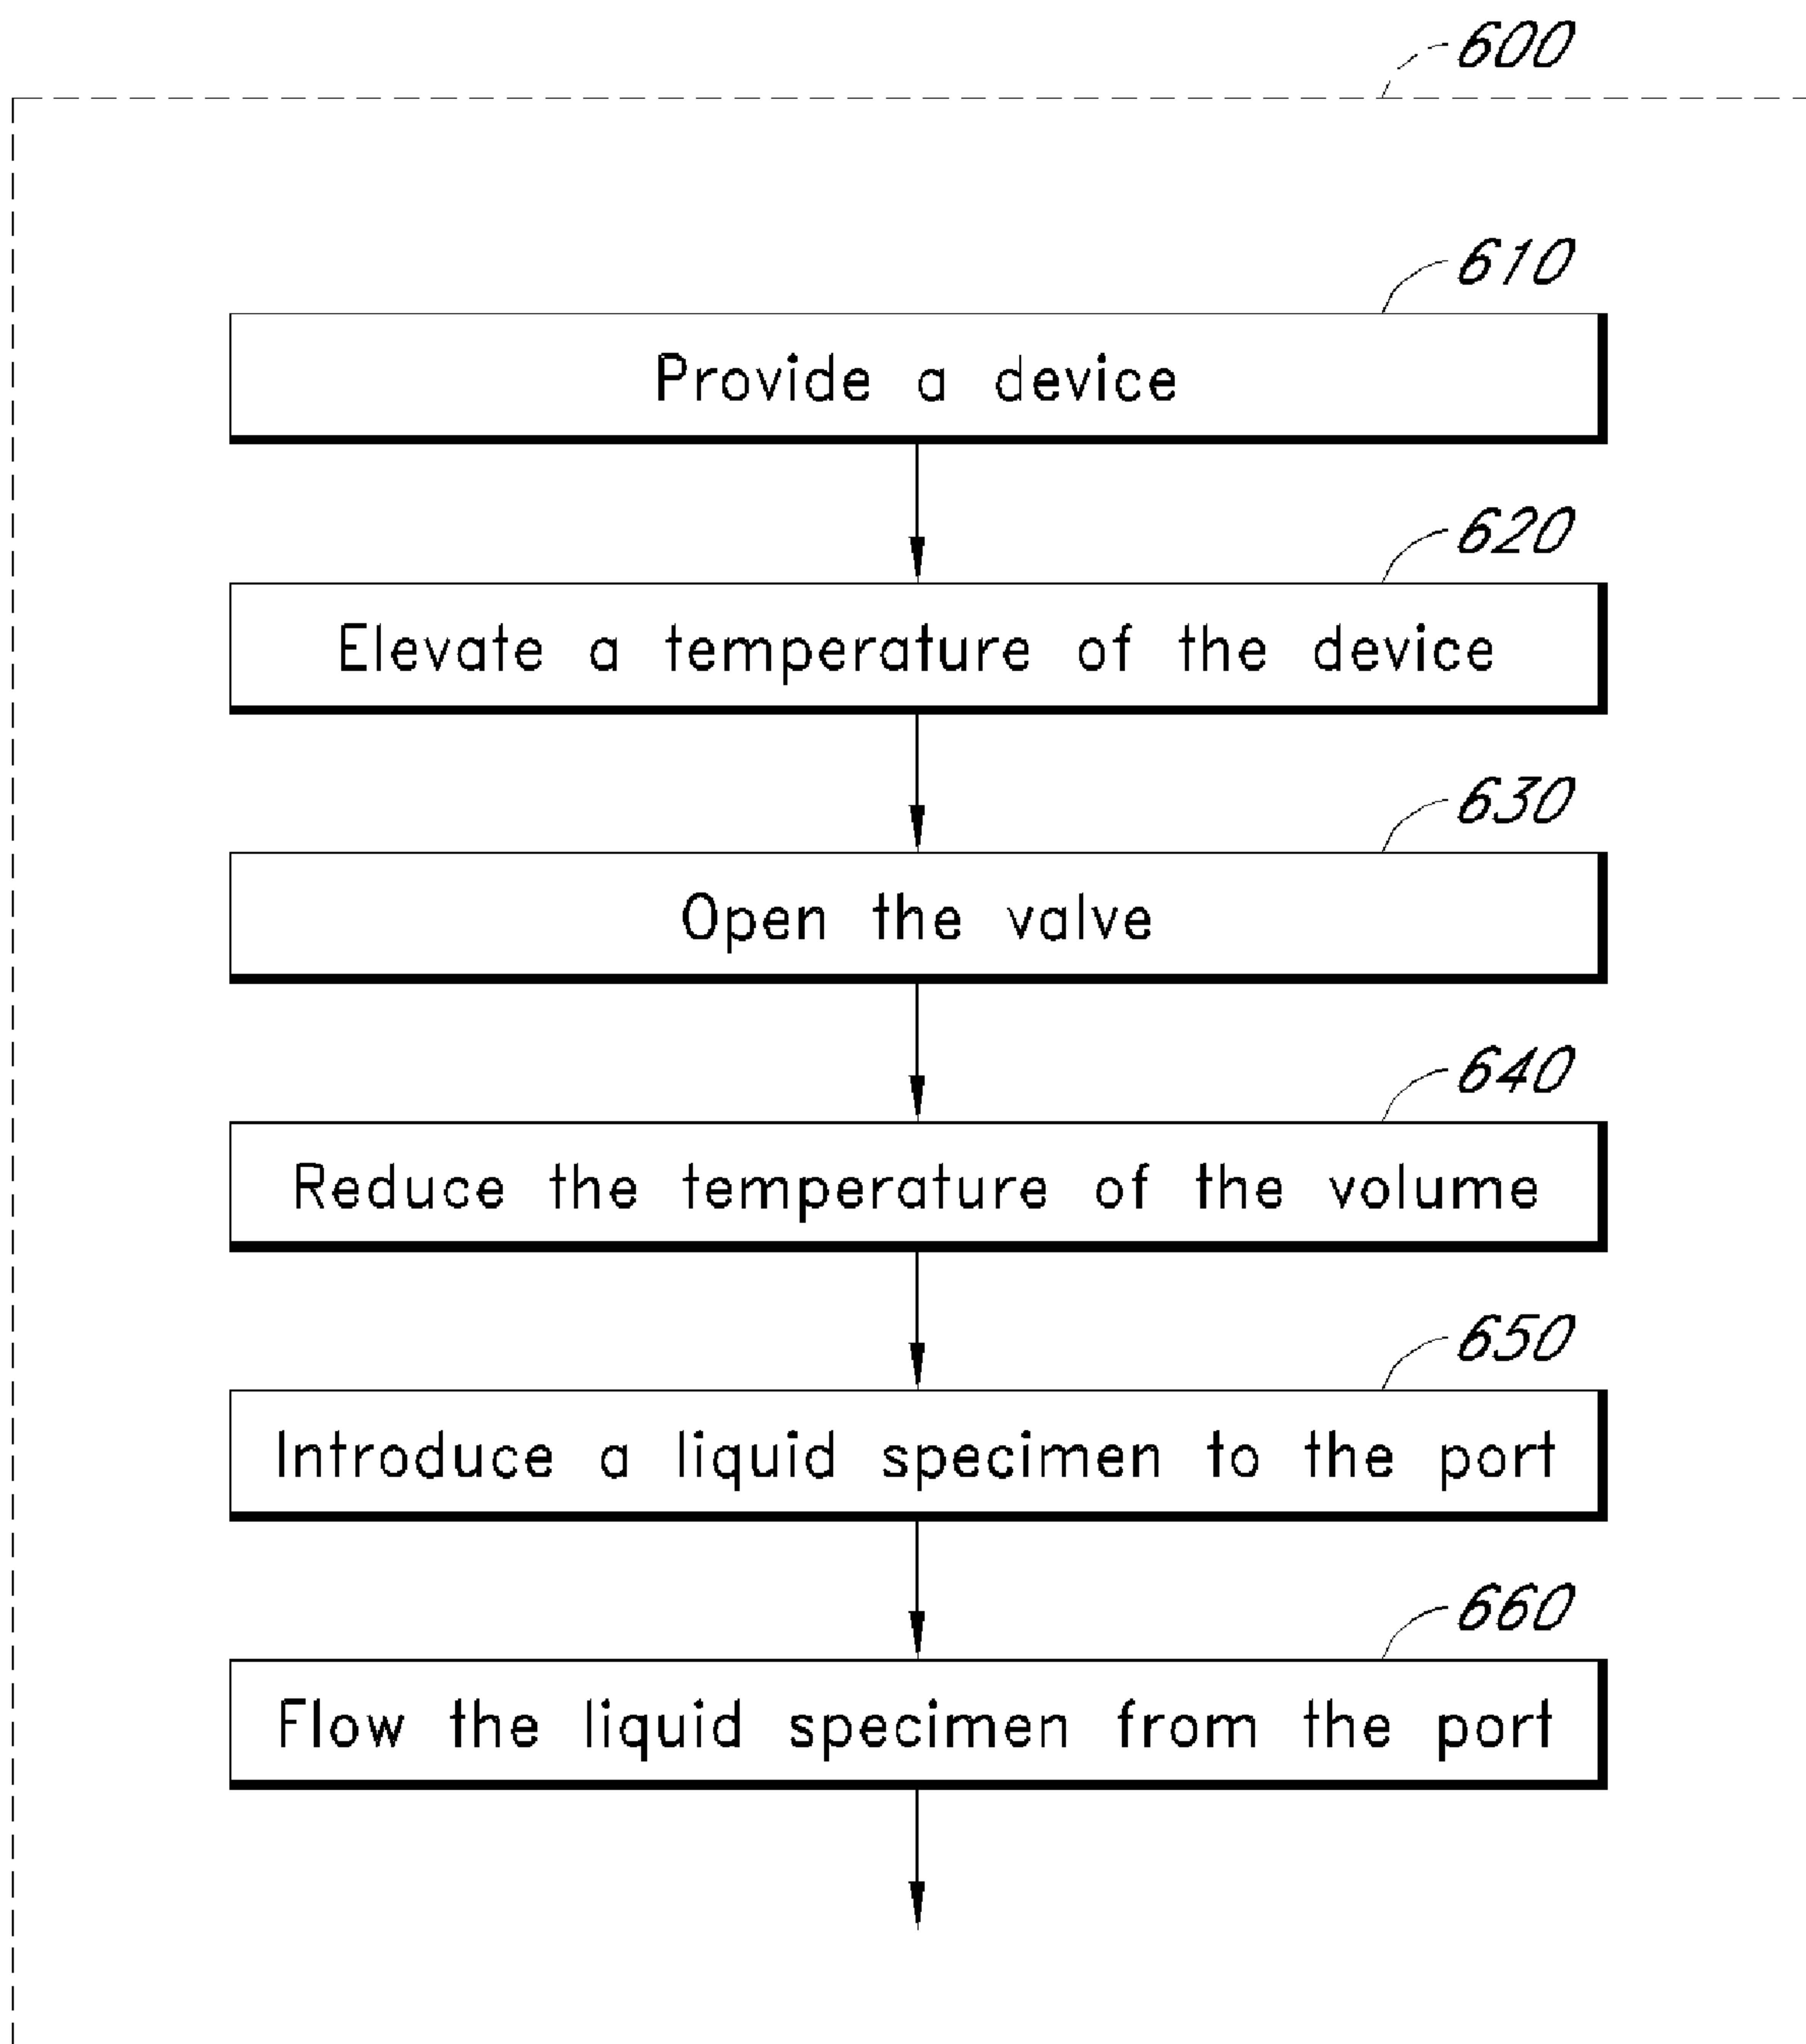 600
610
Provide a device
620
Elevate a temperature of the device
630
Open the valve
640
Reduce the temperature of the volume
650
Introduce a liquid specimen to the port
660
Flow the liquid specimen from the port